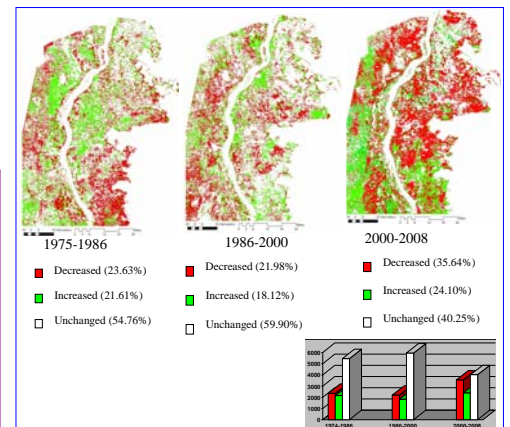 1975-1986 1986-2000 2000-2008
Decreased (23.63%) Decreased (21.98%) Decreased (35.64%)
Increased (21.61%) Increased (18.12%) Increased (24.10%)
Unchanged (54.76%) Unchanged (59.90%) Unchanged (40.25%)
6000
5000
4000
3000
2000
1000
0
1974-1986 1986-2000 2000-2008